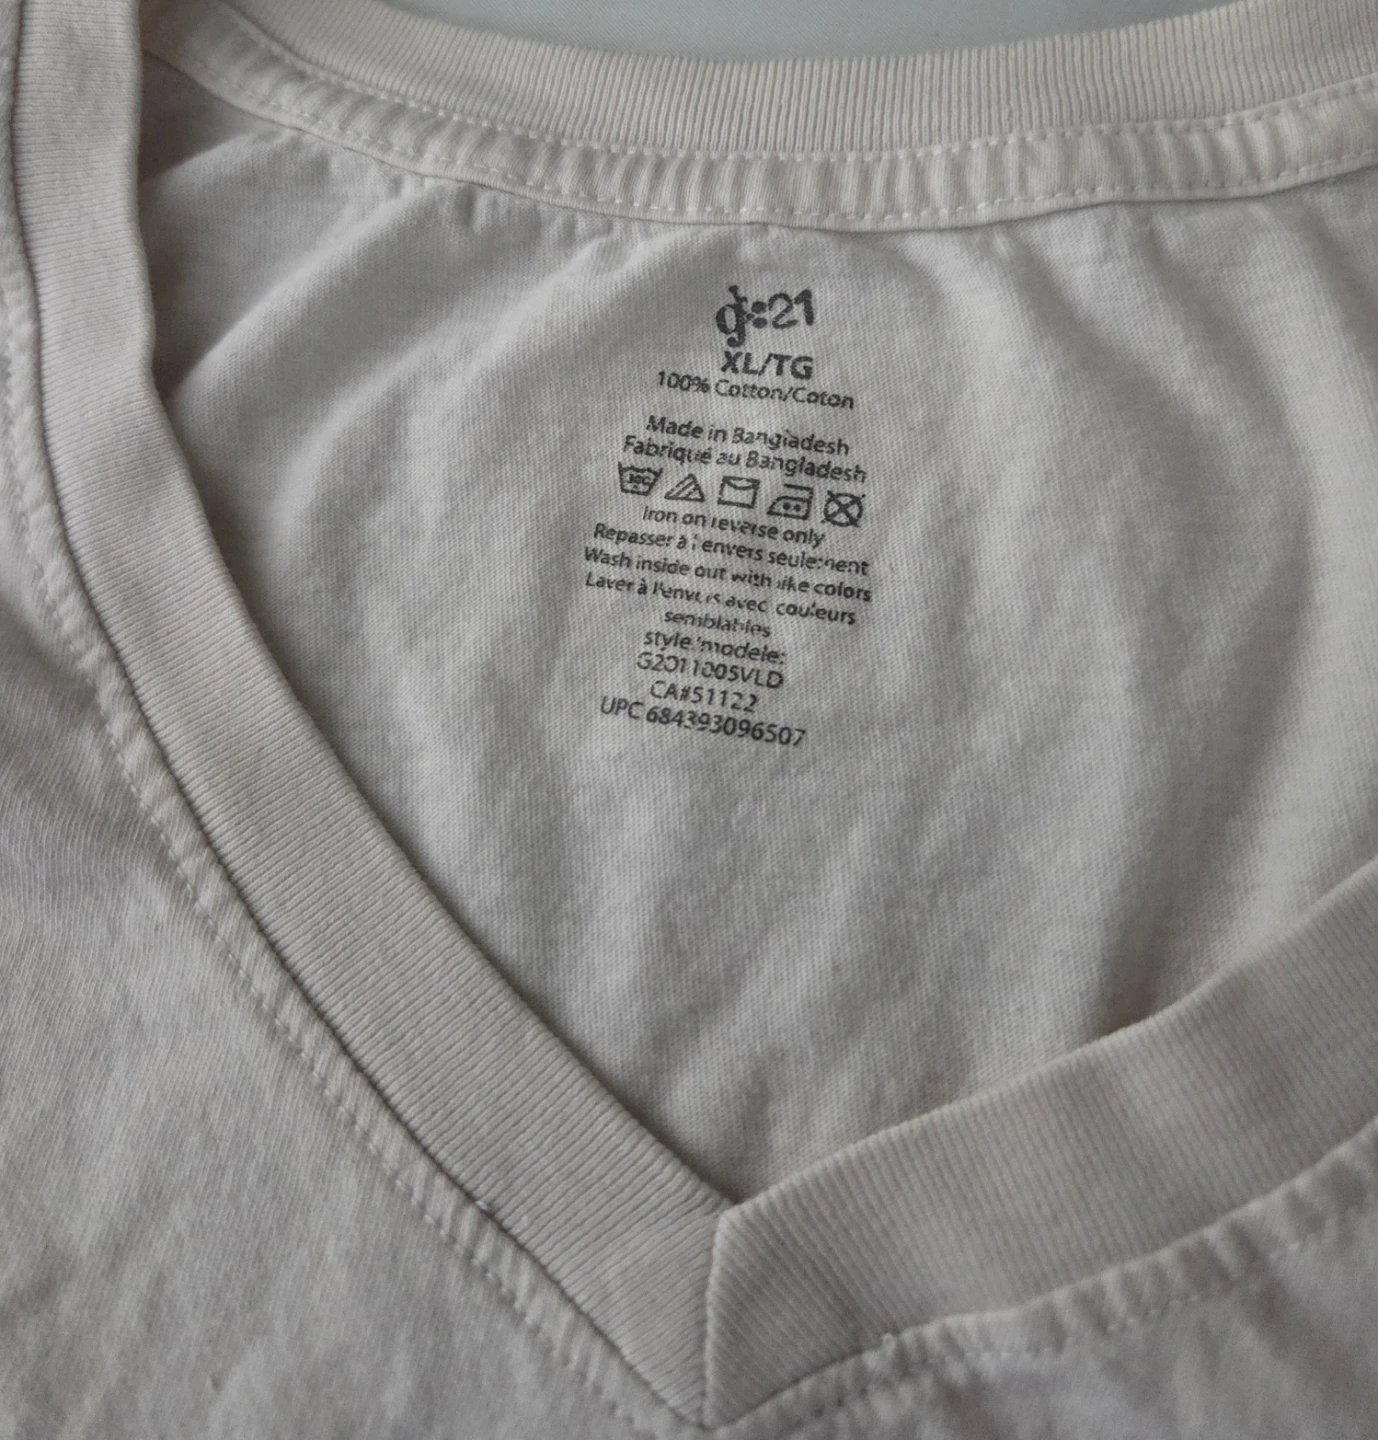 g:21
XL/TG
100% Cotton/Coton
Made in Bangladesh
Fabriqué au Bangladesh
30C
Iron on reverse only
Repasser à l'envers seulement
Wash inside out with like colors
Laver à l'envers avec couleurs
semblables
style/modele:
G2011005VLD
CA#51122
UPC 684393096507